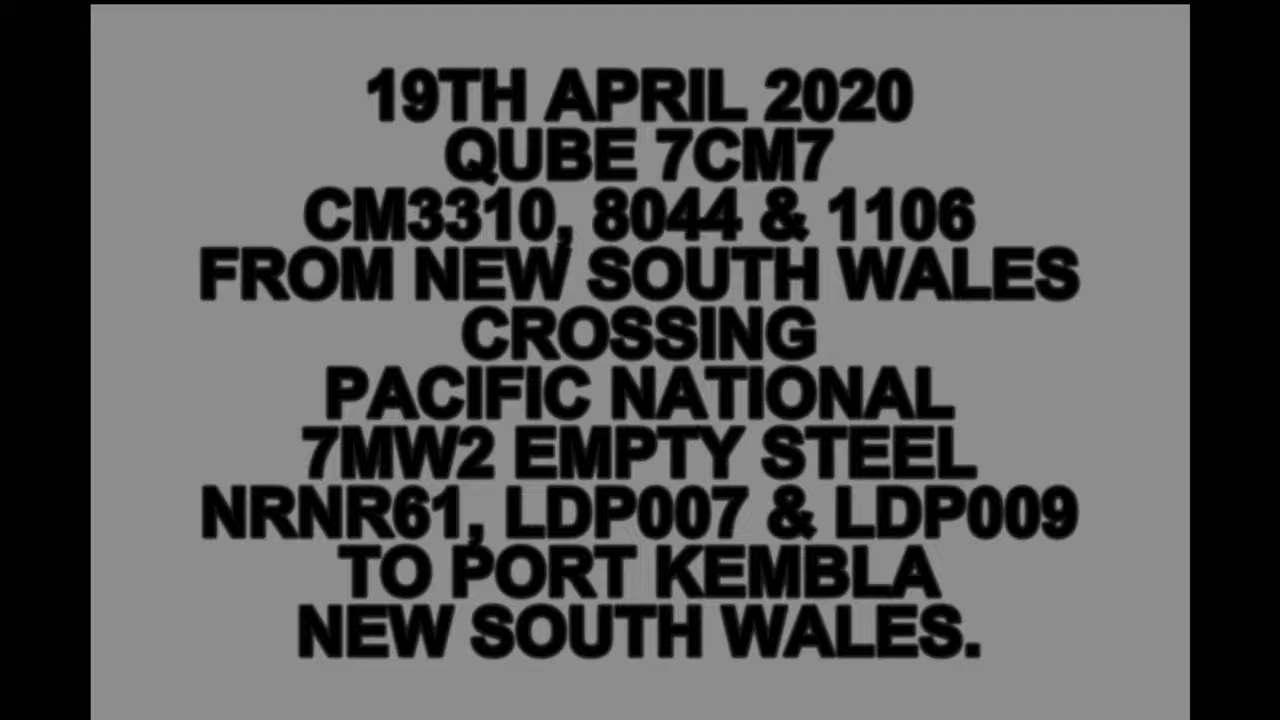 19TH APRIL 2020
QUBE 7CM7
CM3310, 8044 & 1106
FROM NEW SOUTH WALES
CROSSING
PACIFIC NATIONAL
7MW2 EMPTY STEEL
NRNR61, LDP007 & LDP009
TO PORT KEMBLA
NEW SOUTH WALES.